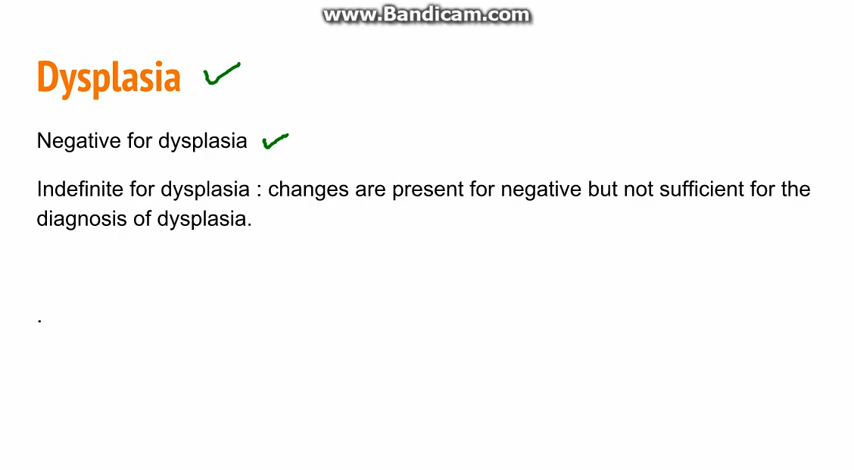 www.Bandicam.com
Dysplasia
Negative for dysplasia
Indefinite for dysplasia : changes are present for negative but not sufficient for the
diagnosis of dysplasia.
.